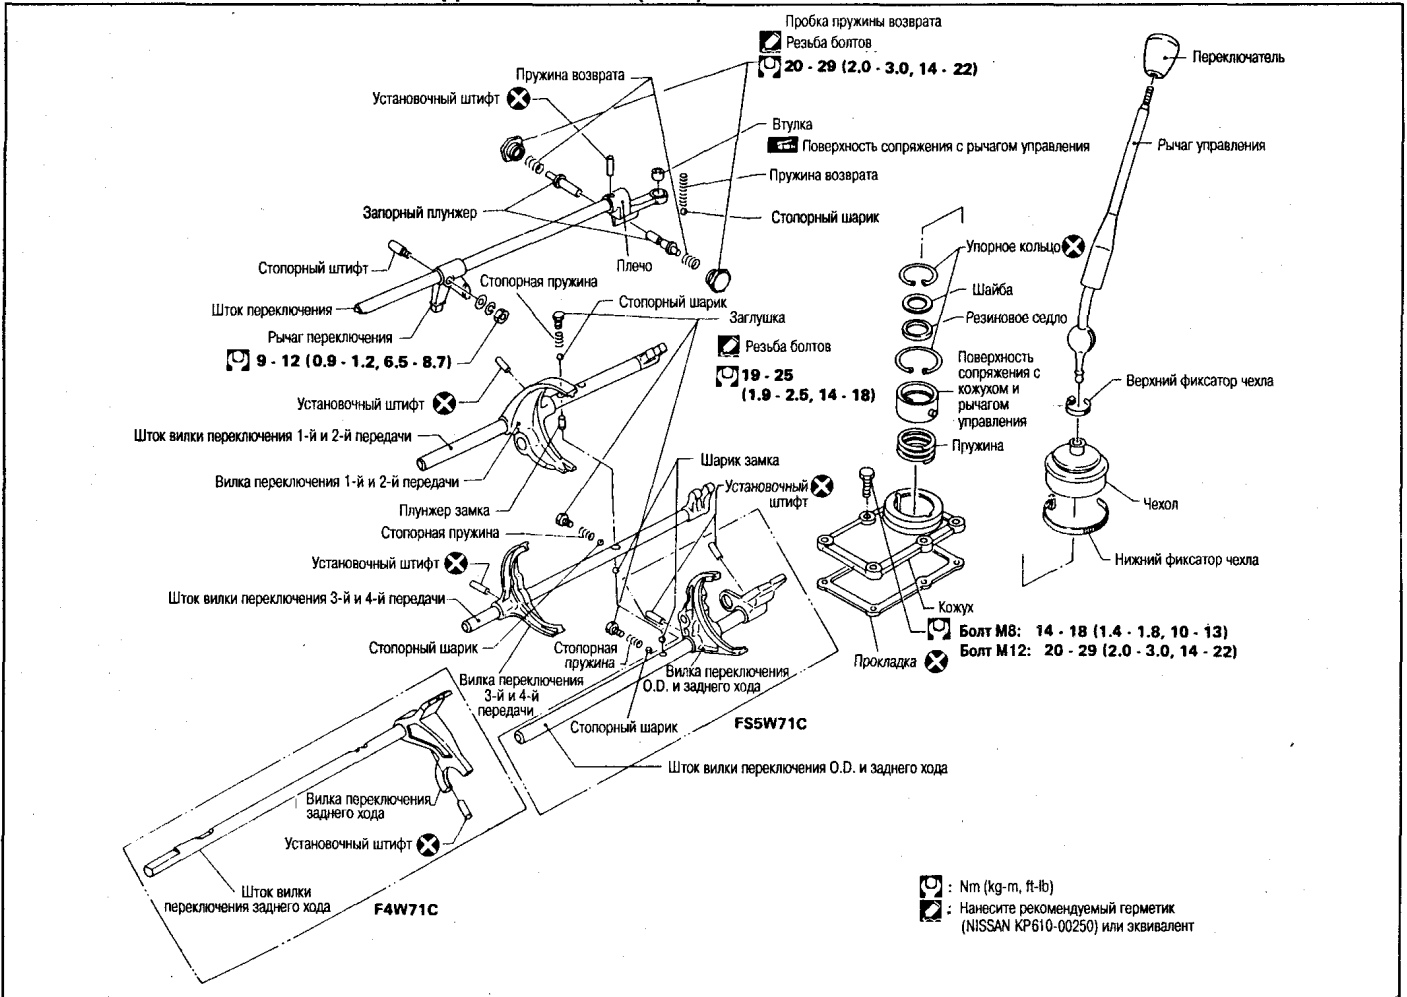 Пробка пружины возврата
Резьба болтов
20 - 29 (2.0 - 3.0, 14 - 22)
Переключатель
Пружина возврата
Установочный штифт
Втулка
Поверхность сопряжения с рычагом управления
Рычаг управления
Пружина возврата
Запорный плунжер
Стопорный шарик
Упорное кольцо
Стопорный штифт
Плечо
Стопорная пружина
Шайба
Шток переключения
Стопорный шарик
Заглушка
Резиновое седло
Рычаг переключения
9 - 12 (0.9 - 1.2, 6.5 - 8.7)
Резьба болтов
19 - 25
(1.9 - 2.5, 14 - 18)
Поверхность
сопряжения с
кожухом и
рычагом
управления
Верхний фиксатор чехла
Установочный штифт
Шток вилки переключения 1-й и 2-й передачи
Пружина
Шарик замка
Вилка переключения 1-й и 2-й передачи
Установочный
штифт
Чехол
Плунжер замка
Стопорная пружина
Установочный штифт
Нижний фиксатор чехла
Шток вилки переключения 3-й и 4-й передачи
Кожух
Болт М8: 14 - 18 (1.4 - 1.8, 10 - 13)
Болт М12: 20 - 29 (2.0 - 3.0, 14 - 22)
Прокладка
Стопорный шарик
Стопорная
пружина
Вилка переключения
3-й и 4-й
передачи
Вилка переключения
O.D. и заднего хода
Стопорный шарик
FS5W71C
Шток вилки переключения O.D. и заднего хода
Вилка переключения
заднего хода
Установочный штифт
Шток вилки
переключения заднего хода
F4W71C
: Nm (kg-m, ft-lb)
: Нанесите рекомендуемый герметик
(NISSAN KP610-00250) или эквивалент